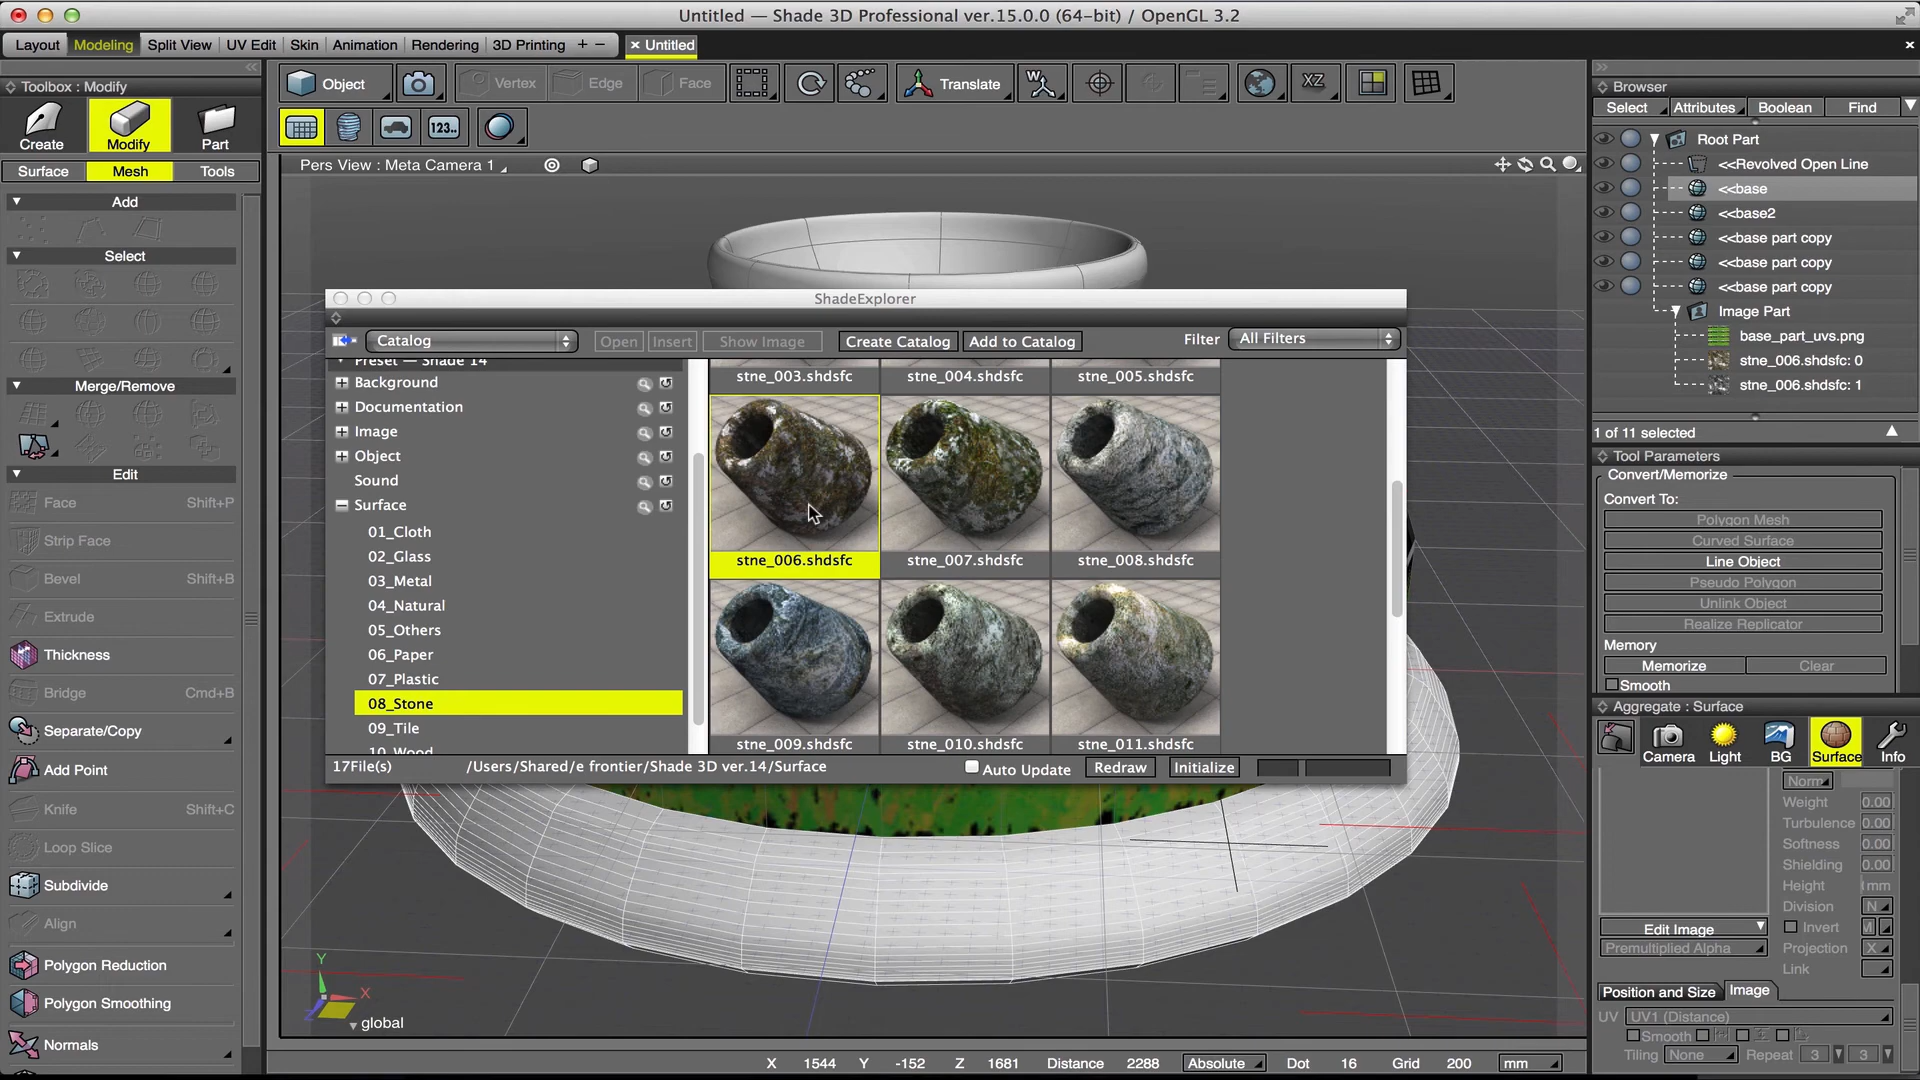 Untitled — Shade 3D Professional ver.15.0.0 (64-bit) / OpenGL 3.2
Layout Modeling Split View UV Edit Skin Animation Rendering 3D Printing + − × Untitled ×
Toolbox : Modify
Create Modify Part
Surface Mesh Tools
Add
Select
Merge/Remove
Edit
Face Shift+P
Strip Face
Bevel Shift+B
Extrude
Thickness
Bridge Cmd+B
Separate/Copy
Add Point
Knife Shift+C
Loop Slice
Subdivide
Align
Polygon Reduction
Polygon Smoothing
Normals
Object Vertex Edge Face Translate W XZ
123..
Pers View : Meta Camera 1
ShadeExplorer
Catalog Open Insert Show Image Create Catalog Add to Catalog Filter All Filters
Preset — Shade 14
Background
Documentation
Image
Object
Sound
Surface
01_Cloth
02_Glass
03_Metal
04_Natural
05_Others
06_Paper
07_Plastic
08_Stone
09_Tile
10_Wood
stne_003.shdsfc stne_004.shdsfc stne_005.shdsfc
stne_006.shdsfc stne_007.shdsfc stne_008.shdsfc
stne_009.shdsfc stne_010.shdsfc stne_011.shdsfc
17File(s) /Users/Shared/e frontier/Shade 3D ver.14/Surface Auto Update Redraw Initialize
Y
X
global
X 1544 Y -152 Z 1681 Distance 2288 Absolute Dot 16 Grid 200 mm
Browser
Select Attributes Boolean Find
Root Part
<<Revolved Open Line
<<base
<<base2
<<base part copy
<<base part copy
<<base part copy
Image Part
base_part_uvs.png
stne_006.shdsfc: 0
stne_006.shdsfc: 1
1 of 11 selected
Tool Parameters
Convert/Memorize
Convert To:
Polygon Mesh
Curved Surface
Line Object
Pseudo Polygon
Unlink Object
Realize Replicator
Memory
Memorize Clear
Smooth
Aggregate : Surface
Camera Light BG Surface Info
Norm
Weight 0.00
Turbulence 0.00
Softness 0.00
Shielding 0.00
Height mm
Division N
Edit Image Invert M
Premultiplied Alpha Projection X
Link
Position and Size Image
UV UV1 (Distance)
Smooth
Tiling None Repeat 3 3